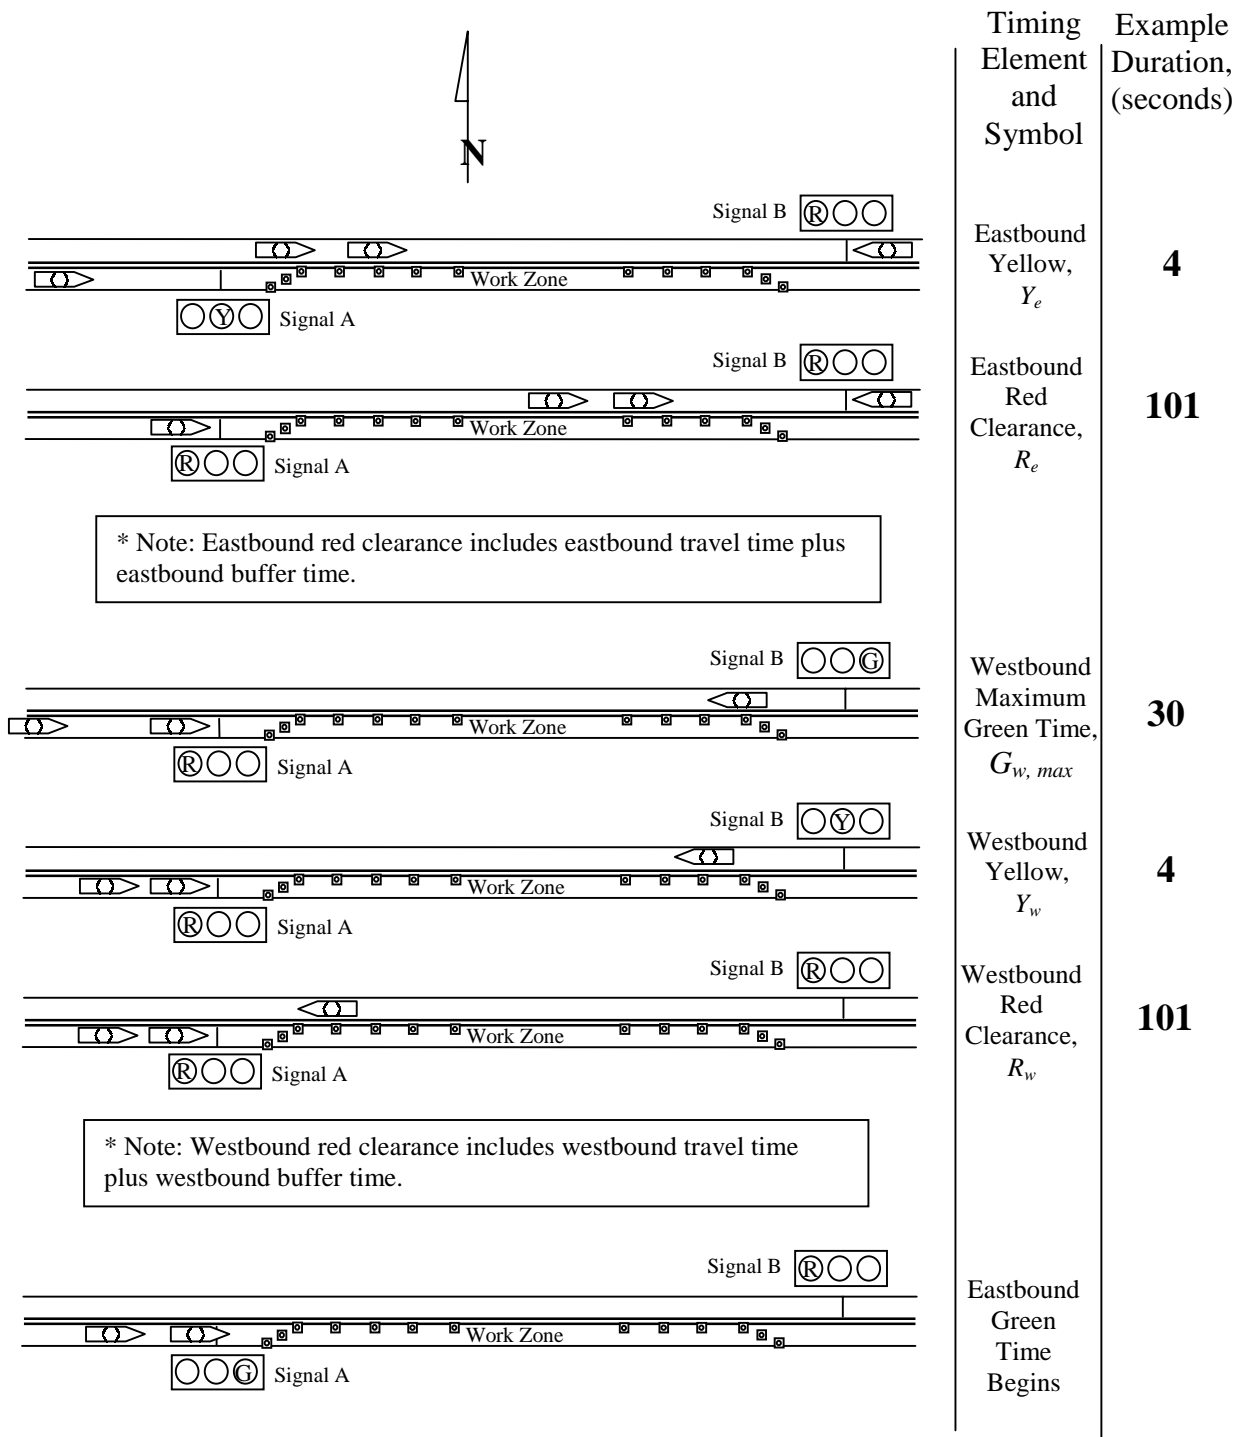 Timing
Element
and
Symbol
Example
Duration,
(seconds)
N
Signal B
R
Work Zone
Y
Signal A
Eastbound
Yellow,
Ye
4
Signal B
R
Work Zone
R
Signal A
Eastbound
Red
Clearance,
Re
101
* Note: Eastbound red clearance includes eastbound travel time plus
eastbound buffer time.
Signal B
G
Work Zone
R
Signal A
Westbound
Maximum
Green Time,
Gw, max
30
Signal B
Y
Work Zone
R
Signal A
Westbound
Yellow,
Yw
4
Signal B
R
Work Zone
R
Signal A
Westbound
Red
Clearance,
Rw
101
* Note: Westbound red clearance includes westbound travel time
plus westbound buffer time.
Signal B
R
Work Zone
G
Signal A
Eastbound
Green
Time
Begins